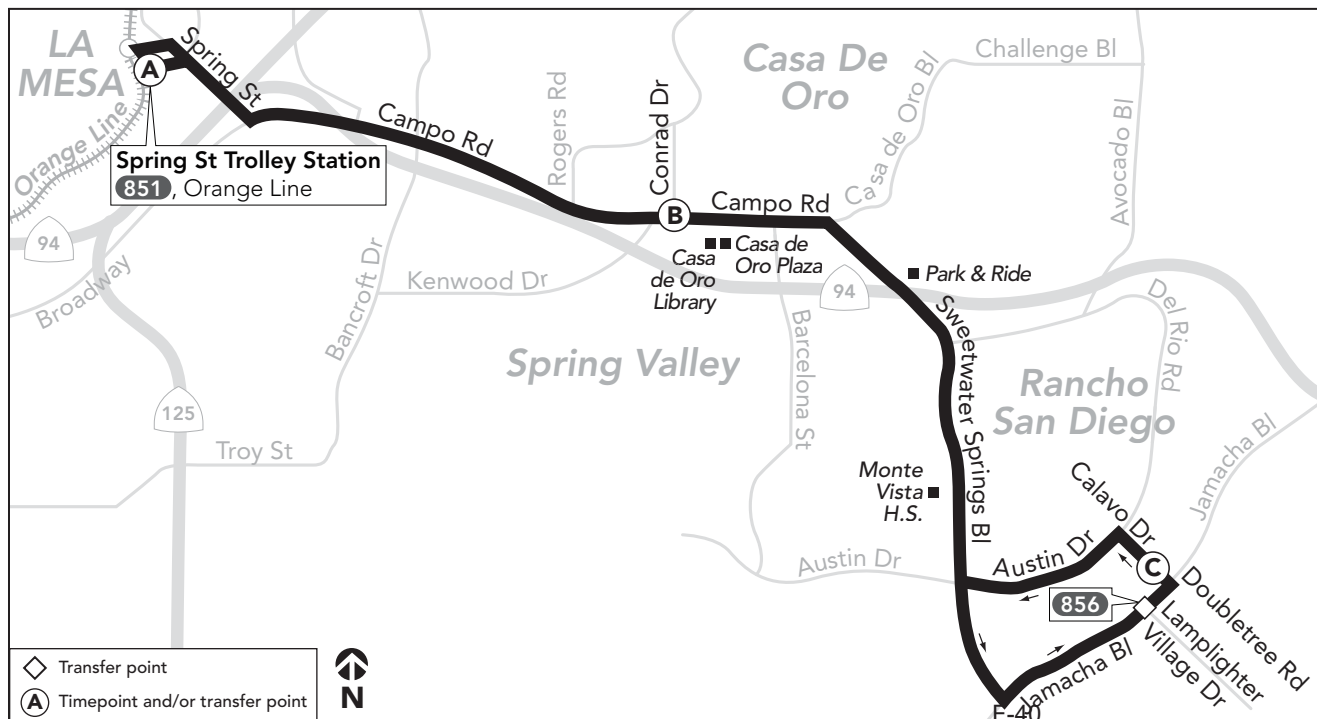 LA
MESA
A
Spring St
Orange Line
Spring St Trolley Station
851, Orange Line
94
Broadway
125
Troy St
Bancroft Dr
Kenwood Dr
Campo Rd
Rogers Rd
Conrad Dr
B
Campo Rd
Casa De
Oro
Challenge Bl
Casa de Oro Bl
Avocado Bl
Casa
de Oro
Library
Casa de
Oro Plaza
94
Park & Ride
Spring Valley
Barcelona St
Sweetwater Springs Bl
Del Rio Rd
Rancho
San Diego
Jamacha Bl
Monte
Vista
H.S.
Calavo Dr
Austin Dr
Austin Dr
C
856
Doubletree Rd
Lamplighter
Village Dr
Jamacha Bl
F-40
Transfer point
A Timepoint and/or transfer point
N